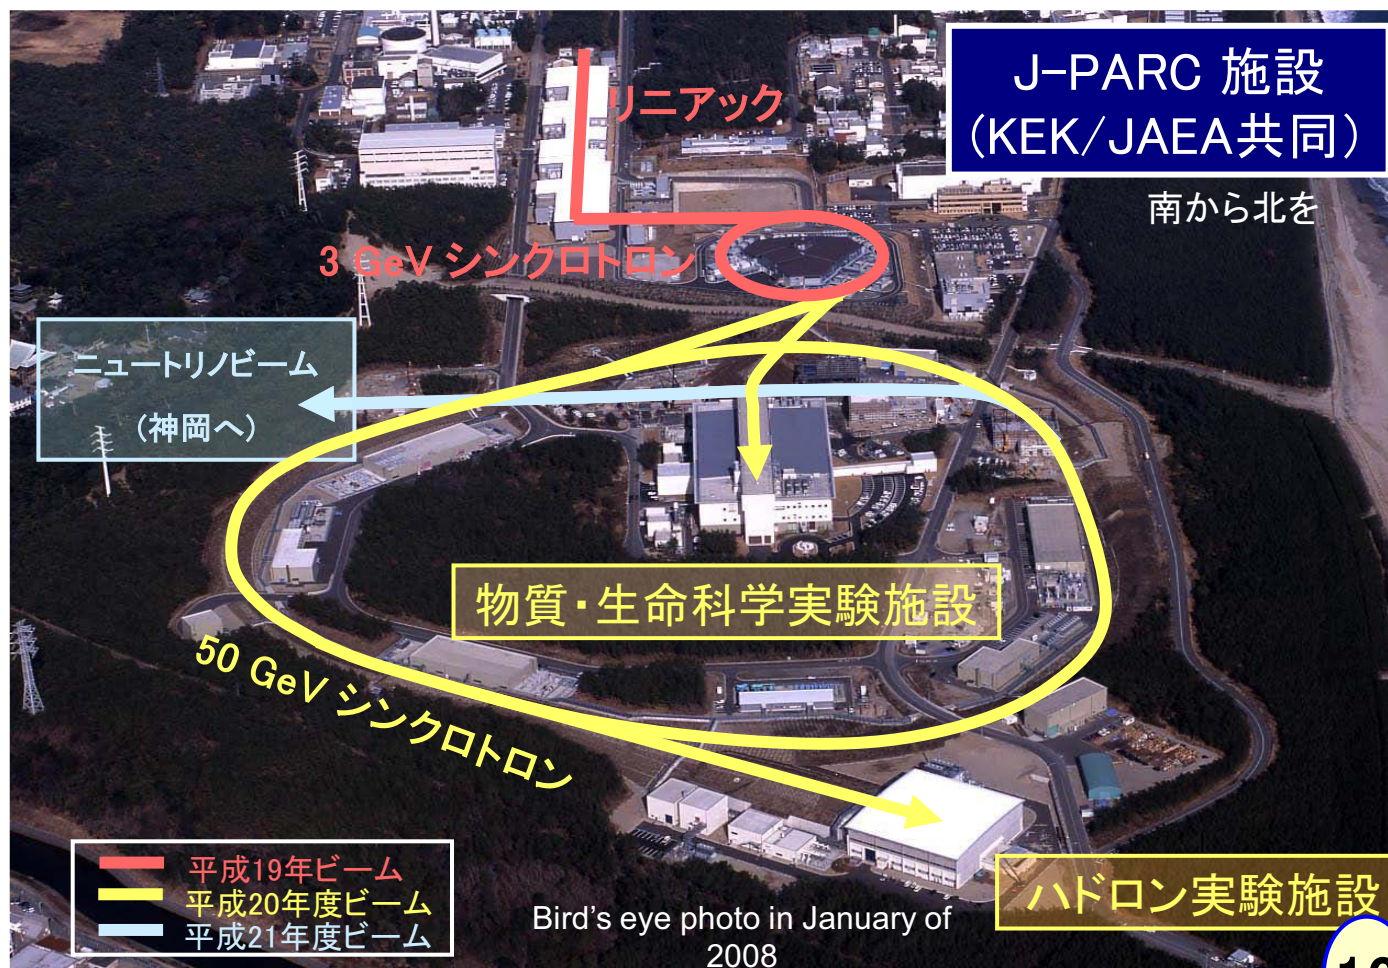 J-PARC 施設
(KEK/JAEA共同)
南から北を
リニアック
3 GeV シンクロトロン
ニュートリノビーム
(神岡へ)
物質・生命科学実験施設
50 GeV シンクロトロン
ハドロン実験施設
平成19年ビーム
平成20年度ビーム
平成21年度ビーム
Bird's eye photo in January of
2008